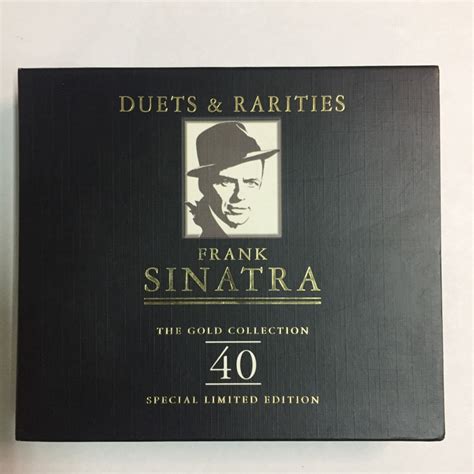 DUETS & RARITIES
FRANK
SINATRA
THE GOLD COLLECTION
40
SPECIAL LIMITED EDITION